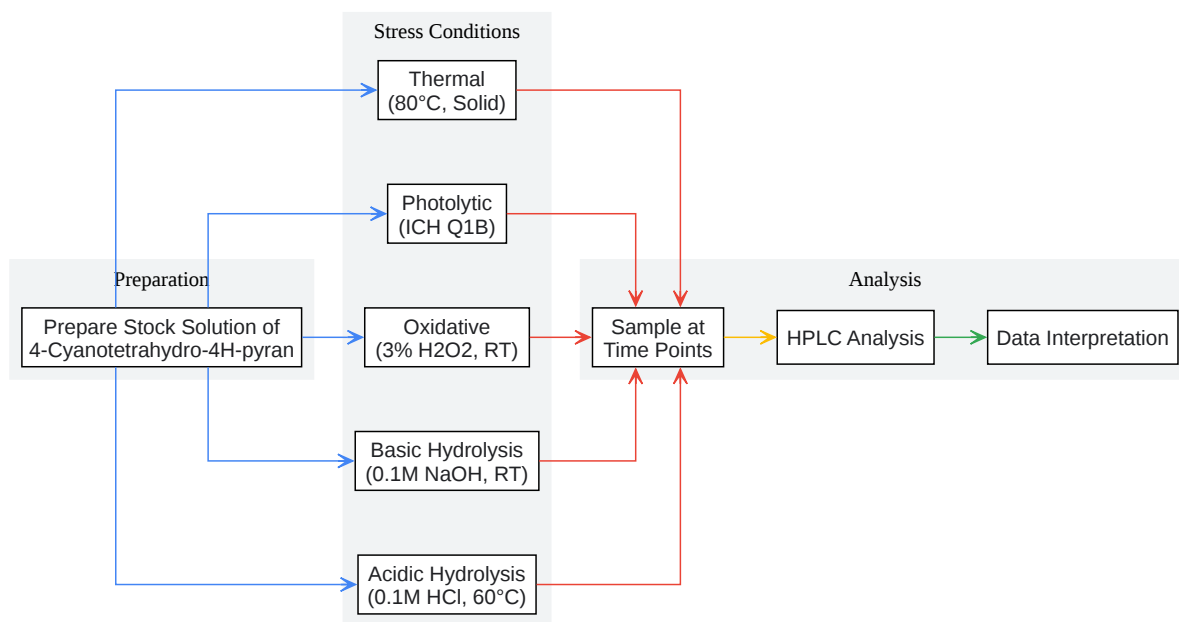 Stress Conditions
Thermal
(80°C, Solid)
Photolytic
(ICH Q1B)
Preparation
Analysis
Prepare Stock Solution of
4-Cyanotetrahydro-4H-pyran
Oxidative
(3% H2O2, RT)
Sample at
Time Points
HPLC Analysis
Data Interpretation
Basic Hydrolysis
(0.1M NaOH, RT)
Acidic Hydrolysis
(0.1M HCl, 60°C)